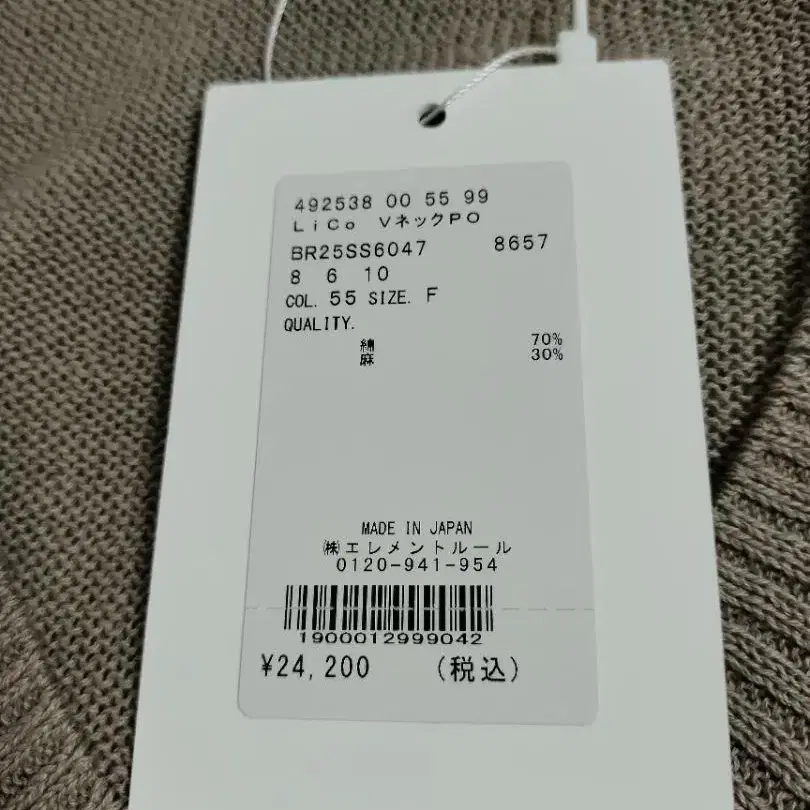 492538 00 55 99
LiCo VネックPO
BR25SS6047 8657
8 6 10
COL. 55 SIZE. F
QUALITY.
綿 70%
麻 30%
MADE IN JAPAN
㈱エレメントルール
0120-941-954
1900012999042
¥24,200 (税込)